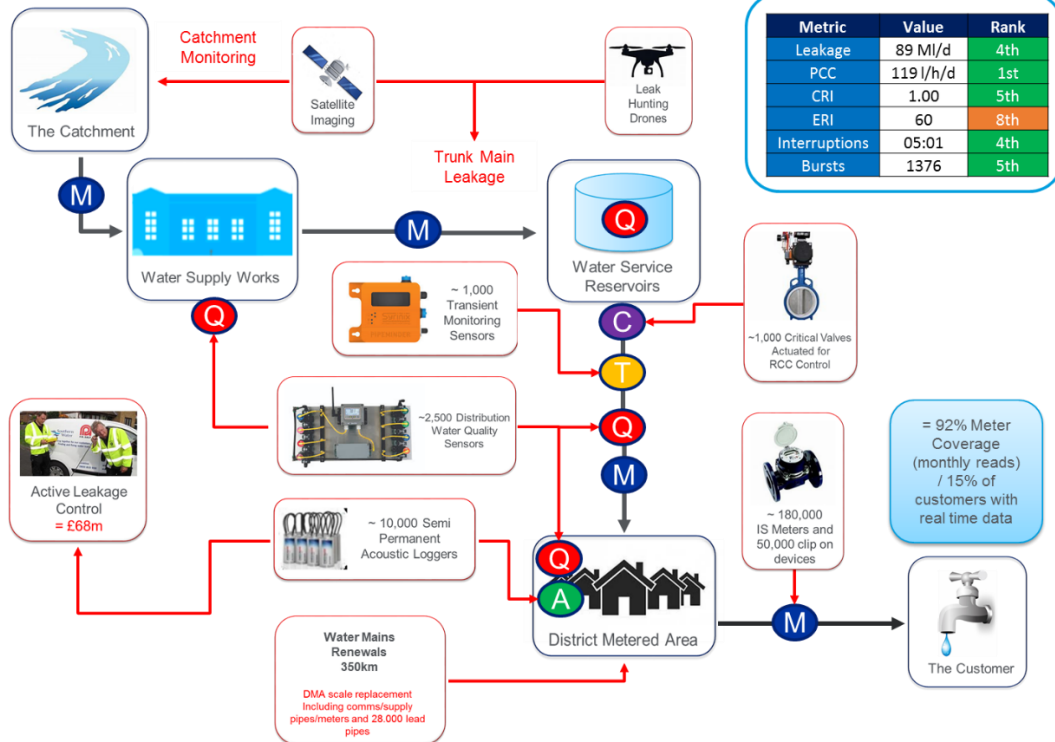 Catchment
Monitoring
The Catchment
Satellite
Imaging
Leak
Hunting
Drones
Trunk Main
Leakage
Metric Value Rank
Leakage 89 Ml/d 4th
PCC 119 l/h/d 1st
CRI 1.00 5th
ERI 60 8th
Interruptions 05:01 4th
Bursts 1376 5th
M
Water Supply Works
M
Q
Water Service
Reservoirs
Q
~ 1,000
Transient
Monitoring
Sensors
C
~1,000 Critical Valves
Actuated for
RCC Control
T
~2,500 Distribution
Water Quality
Sensors
Q
M
Active Leakage
Control
= £68m
~ 10,000 Semi
Permanent
Acoustic Loggers
~ 180,000
IS Meters and
50,000 clip on
devices
= 92% Meter
Coverage
(monthly reads)
/ 15% of
customers with
real time data
Q
A
District Metered Area
M
The Customer
Water Mains
Renewals
350km
DMA scale replacement
Including comms/supply
pipes/meters and 28.000 lead
pipes